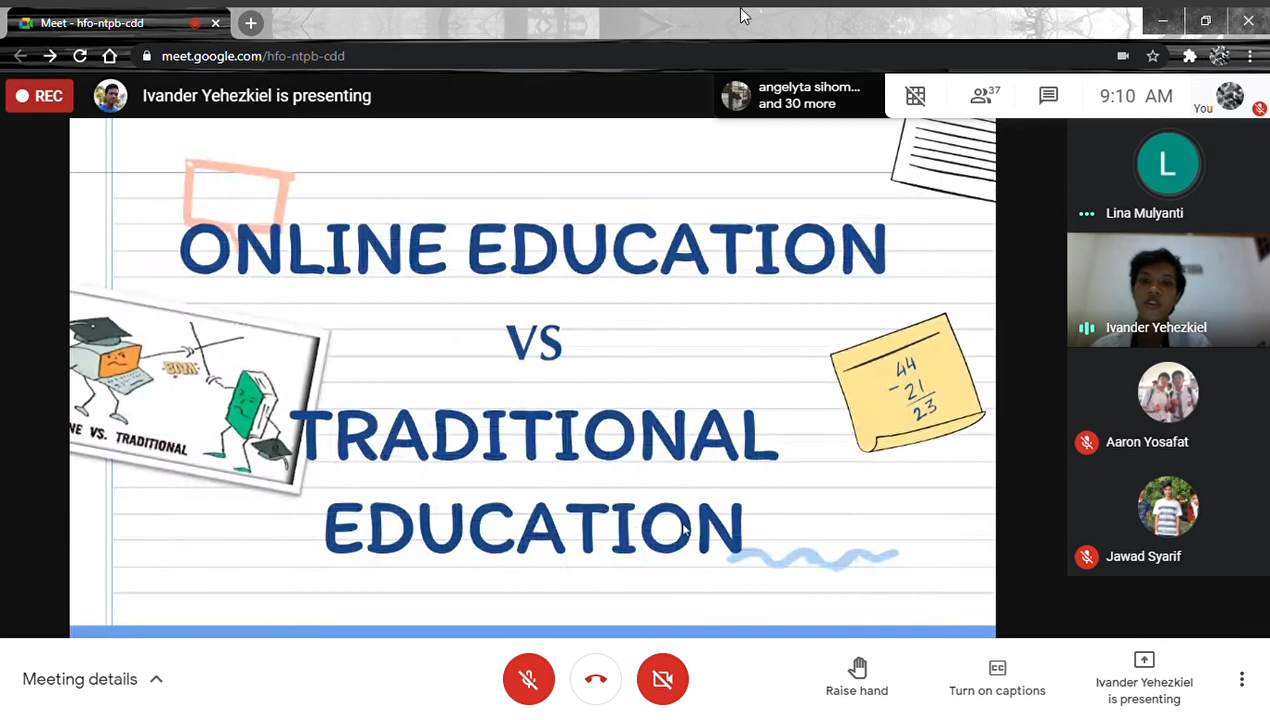 Meet - hfo-ntpb-cdd
meet.google.com/hfo-ntpb-cdd
REC
Ivander Yehezkiel is presenting
angelyta sihom...
and 30 more
37
9:10 AM
You
L
Lina Mulyanti
Ivander Yehezkiel
Aaron Yosafat
Jawad Syarif
ONLINE EDUCATION
VS
TRADITIONAL
EDUCATION
BAM!
NE VS. TRADITIONAL
44
- 21
23
Meeting details
Raise hand
CC
Turn on captions
Ivander Yehezkiel
is presenting